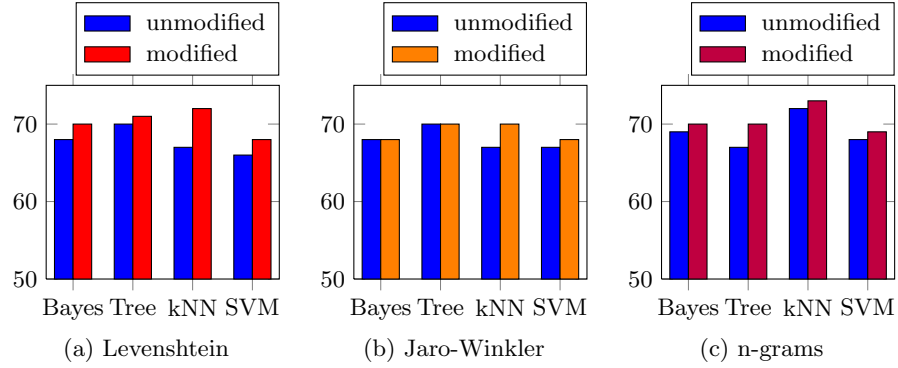 unmodified
modified
70
60
50
Bayes Tree kNN SVM
(a) Levenshtein
unmodified
modified
70
60
50
Bayes Tree kNN SVM
(b) Jaro-Winkler
unmodified
modified
70
60
50
Bayes Tree kNN SVM
(c) n-grams